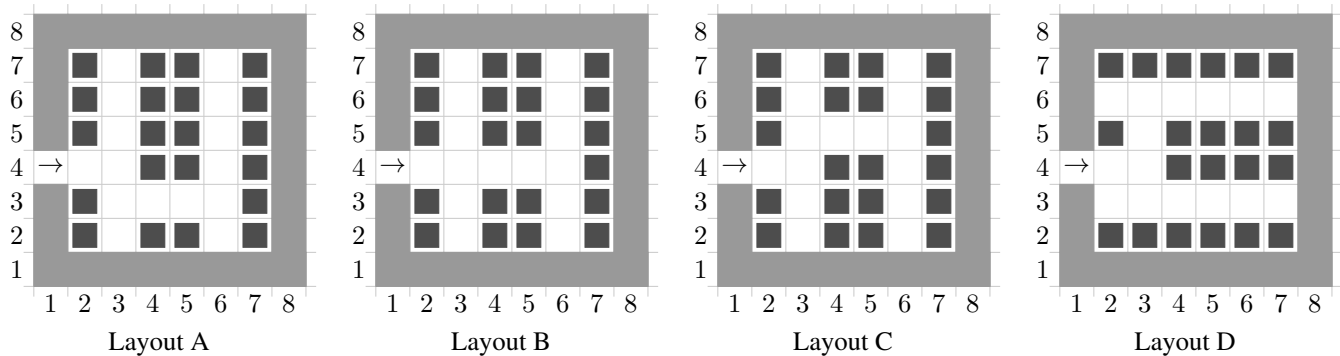 8 8 8 8
7 7 7 7
6 6 6 6
5 5 5 5
4 → 4 → 4 → 4 →
3 3 3 3
2 2 2 2
1 1 1 1
1 2 3 4 5 6 7 8 1 2 3 4 5 6 7 8 1 2 3 4 5 6 7 8 1 2 3 4 5 6 7 8
Layout A Layout B Layout C Layout D